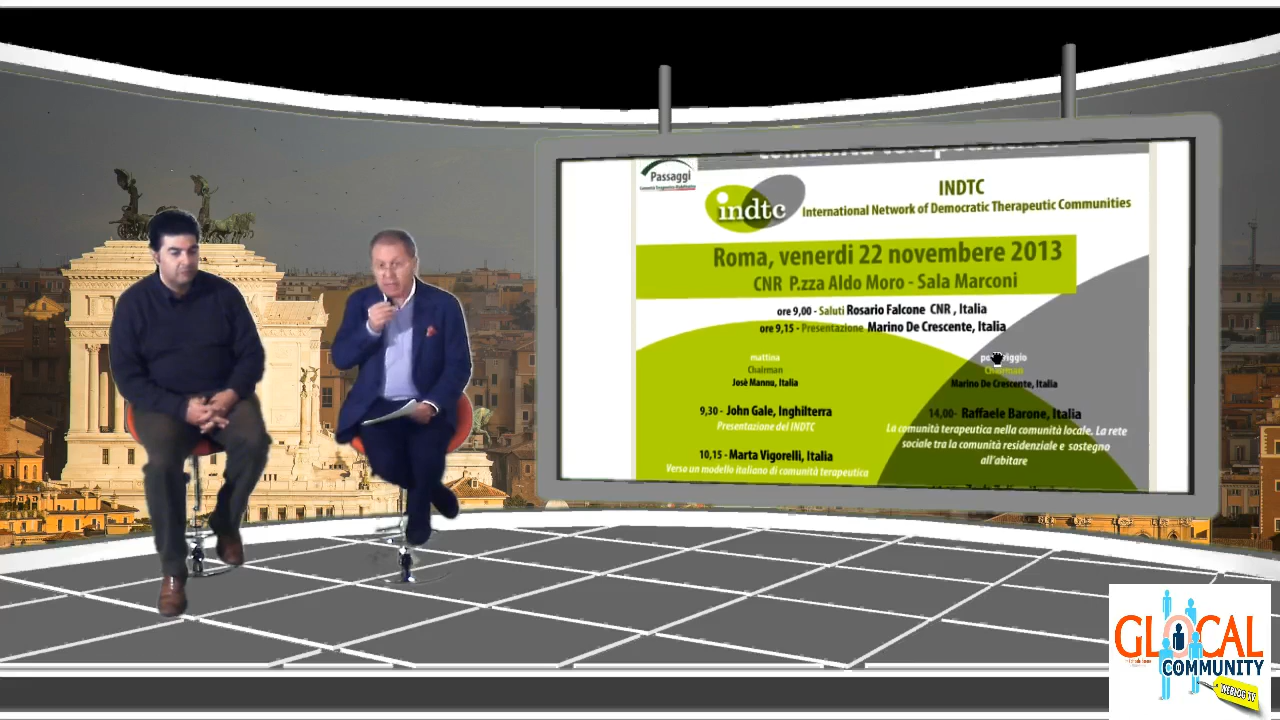 Passaggi
indtc
INDTC
International Network of Democratic Therapeutic Communities
Roma, venerdi 22 novembere 2013
CNR P.zza Aldo Moro - Sala Marconi
ore 9,00 - Saluti Rosario Falcone CNR , Italia
ore 9,15 - Presentazione Marino De Crescente, Italia
mattina
Chairman
Josè Mannu, Italia
9,30 - John Gale, Inghilterra
Presentazione del INDTC
10,15 - Marta Vigorelli, Italia
Verso un modello italiano di comunità terapeutica
Chairman
Marino De Crescente, Italia
14,00- Raffaele Barone, Italia
La comunità terapeutica nella comunità locale. La rete
sociale tra la comunità residenziale e sostegno
all'abitare
GLOCAL
COMMUNITY